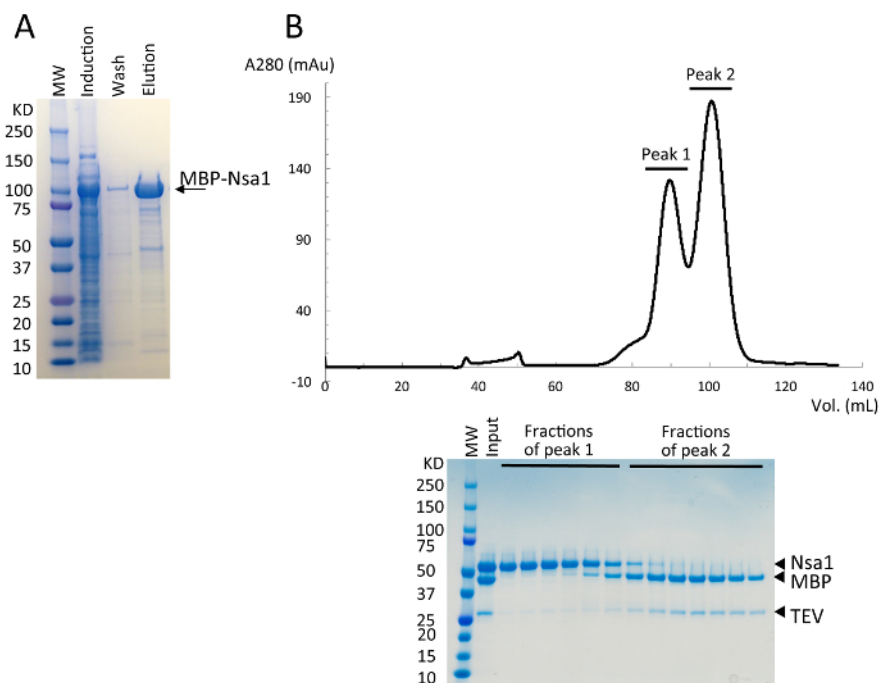 A
MW
Induction
Wash
Elution
KD
250
150
100
75
50
37
25
20
15
10
MBP-Nsa1
B
A280 (mAu)
190
140
90
40
-10
0
20
40
60
80
100
120
140
Vol. (mL)
Peak 1
Peak 2
MW
Input
Fractions
of peak 1
Fractions
of peak 2
KD
250
150
100
75
50
37
25
20
15
10
Nsa1
MBP
TEV